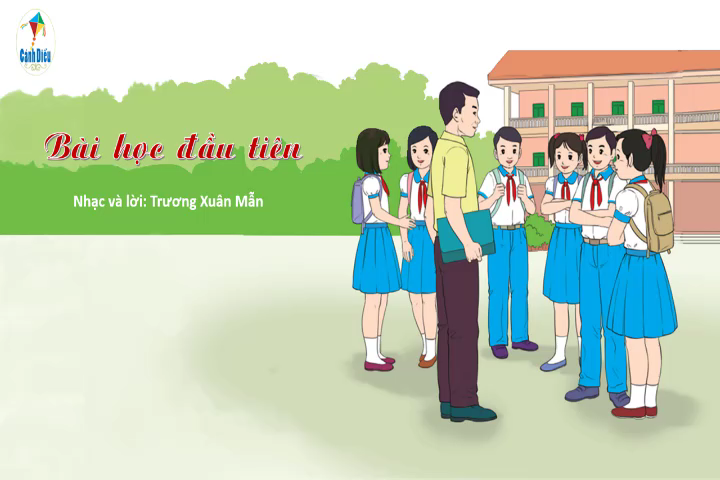 Cánh Diều
Bài học đầu tiên
Nhạc và lời: Trương Xuân Mẫn